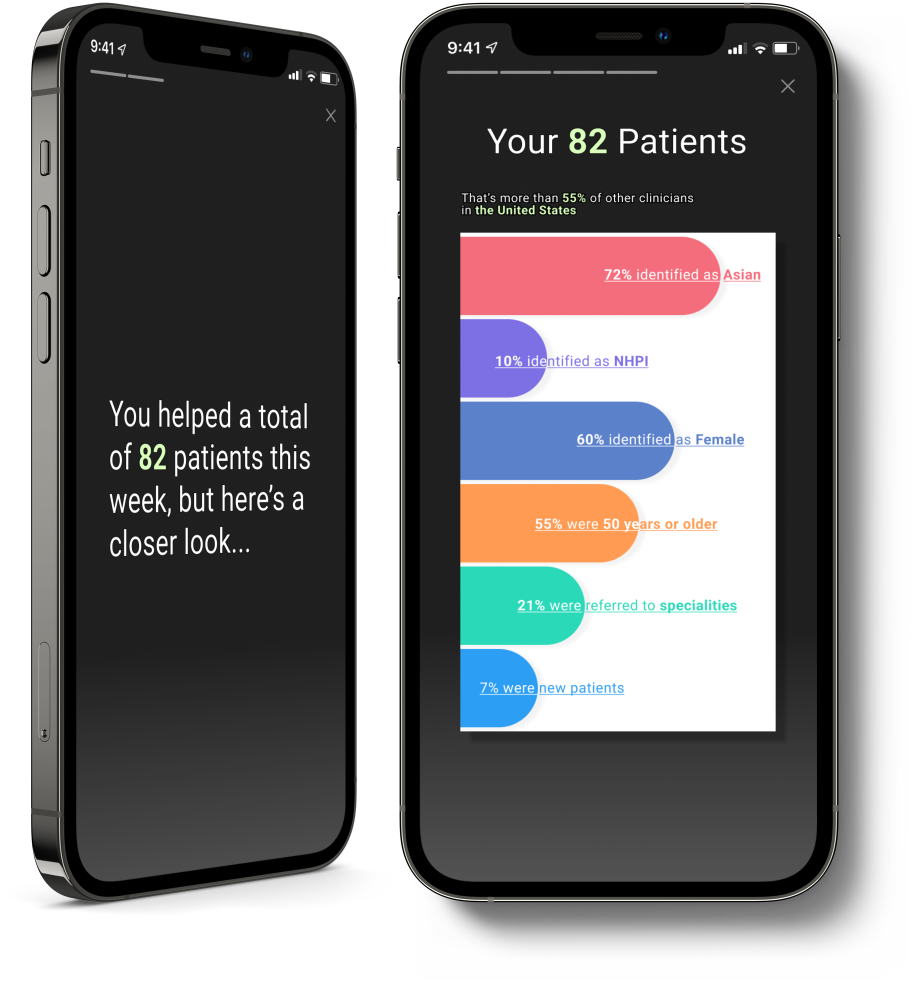 9:41
You helped a total
of 82 patients this
week, but here's a
closer look...
9:41
Your 82 Patients
That's more than 55% of other clinicians
in the United States
72% identified as Asian
10% identified as NHPI
60% identified as Female
55% were 50 years or older
21% were referred to specialities
7% were new patients